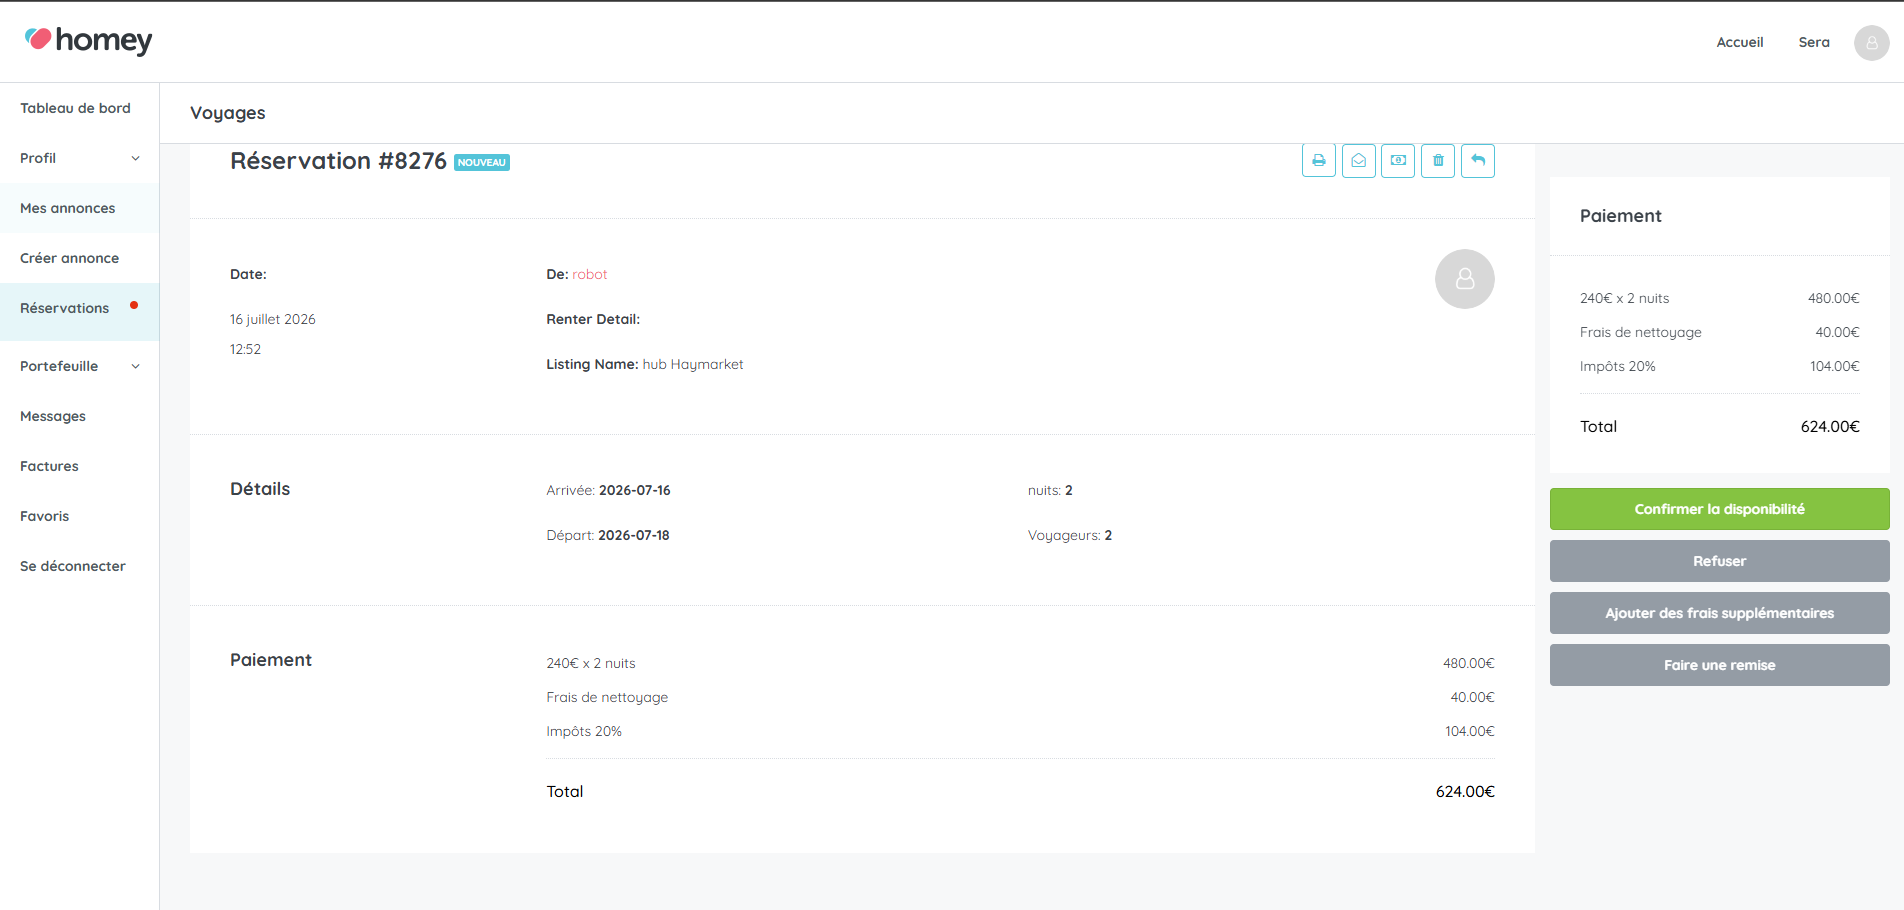 homey
Accueil
Sera
Tableau de bord
Profil
Mes annonces
Créer annonce
Réservations
Portefeuille
Messages
Factures
Favoris
Se déconnecter
Voyages
Réservation #8276 NOUVEAU
Date:
16 juillet 2026
12:52
De: robot
Renter Detail:
Listing Name: hub Haymarket
Détails
Arrivée: 2026-07-16
nuits: 2
Départ: 2026-07-18
Voyageurs: 2
Paiement
240€ x 2 nuits 480.00€
Frais de nettoyage 40.00€
Impôts 20% 104.00€
Total 624.00€
Paiement
240€ x 2 nuits 480.00€
Frais de nettoyage 40.00€
Impôts 20% 104.00€
Total 624.00€
Confirmer la disponibilité
Refuser
Ajouter des frais supplémentaires
Faire une remise